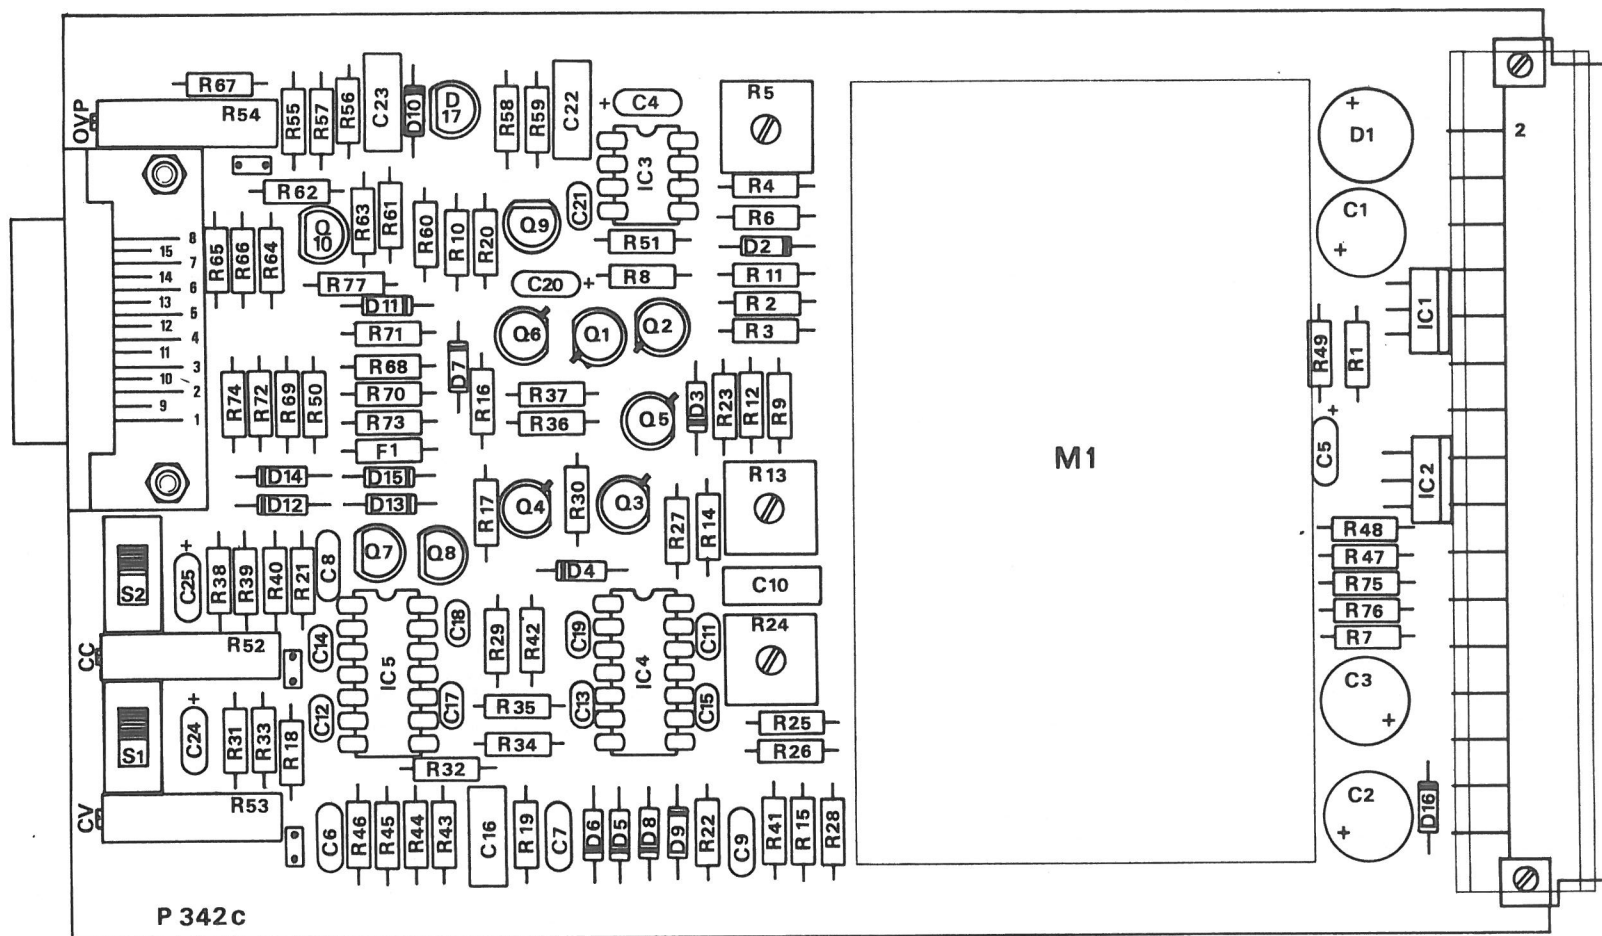 R67
OVP
R54
R55
R57
R56
C23
D10
D
17
R58
R59
C22
+
C4
IC3
R5
+
D1
2
R62
Q
10
R63
R61
R60
R10
R20
Q9
C21
R51
R8
R4
R6
D2
R11
R2
R3
C1
+
8
15
7
14
6
13
5
12
4
11
3
10
2
9
1
R65
R66
R64
R77
D11
R71
R68
R70
R73
F1
D7
R16
C20
+
Q6
Q1
Q2
R37
R36
Q5
D3
R23
R12
R9
M1
R49
R1
IC1
+
C5
IC2
R74
R72
R69
R50
D14
D15
D12
D13
R17
Q4
R30
Q3
R27
R14
R13
S2
+
C25
R38
R39
R40
R21
C8
Q7
Q8
D4
C10
R48
R47
R75
R76
R7
CC
R52
C14
C12
IC5
C18
C17
R29
R42
C19
C13
IC4
C11
C15
R24
R35
R34
R32
R25
R26
C3
+
S1
+
C24
R31
R33
R18
CV
R53
C6
R46
R45
R44
R43
C16
R19
C7
D6
D5
D8
D9
R22
C9
R41
R15
R28
C2
+
D16
P 342c